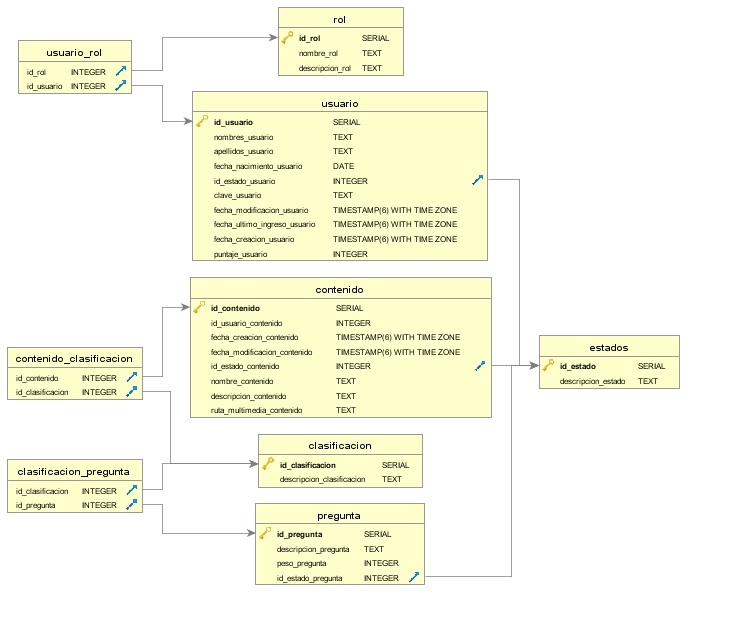 rol
id_rol SERIAL
nombre_rol TEXT
descripcion_rol TEXT
usuario_rol
id_rol INTEGER
id_usuario INTEGER
usuario
id_usuario SERIAL
nombres_usuario TEXT
apellidos_usuario TEXT
fecha_nacimiento_usuario DATE
id_estado_usuario INTEGER
clave_usuario TEXT
fecha_modificacion_usuario TIMESTAMP(6) WITH TIME ZONE
fecha_ultimo_ingreso_usuario TIMESTAMP(6) WITH TIME ZONE
fecha_creacion_usuario TIMESTAMP(6) WITH TIME ZONE
puntaje_usuario INTEGER
contenido
id_contenido SERIAL
id_usuario_contenido INTEGER
fecha_creacion_contenido TIMESTAMP(6) WITH TIME ZONE
fecha_modificacion_contenido TIMESTAMP(6) WITH TIME ZONE
id_estado_contenido INTEGER
nombre_contenido TEXT
descripcion_contenido TEXT
ruta_multimedia_contenido TEXT
estados
id_estado SERIAL
descripcion_estado TEXT
contenido_clasificacion
id_contenido INTEGER
id_clasificacion INTEGER
clasificacion
id_clasificacion SERIAL
descripcion_clasificacion TEXT
clasificacion_pregunta
id_clasificacion INTEGER
id_pregunta INTEGER
pregunta
id_pregunta SERIAL
descripcion_pregunta TEXT
peso_pregunta INTEGER
id_estado_pregunta INTEGER